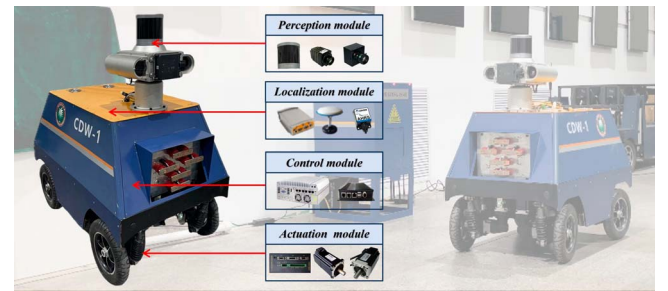 Perception module
Localization module
CDW-1
CDW-1
Control module
Actuation module